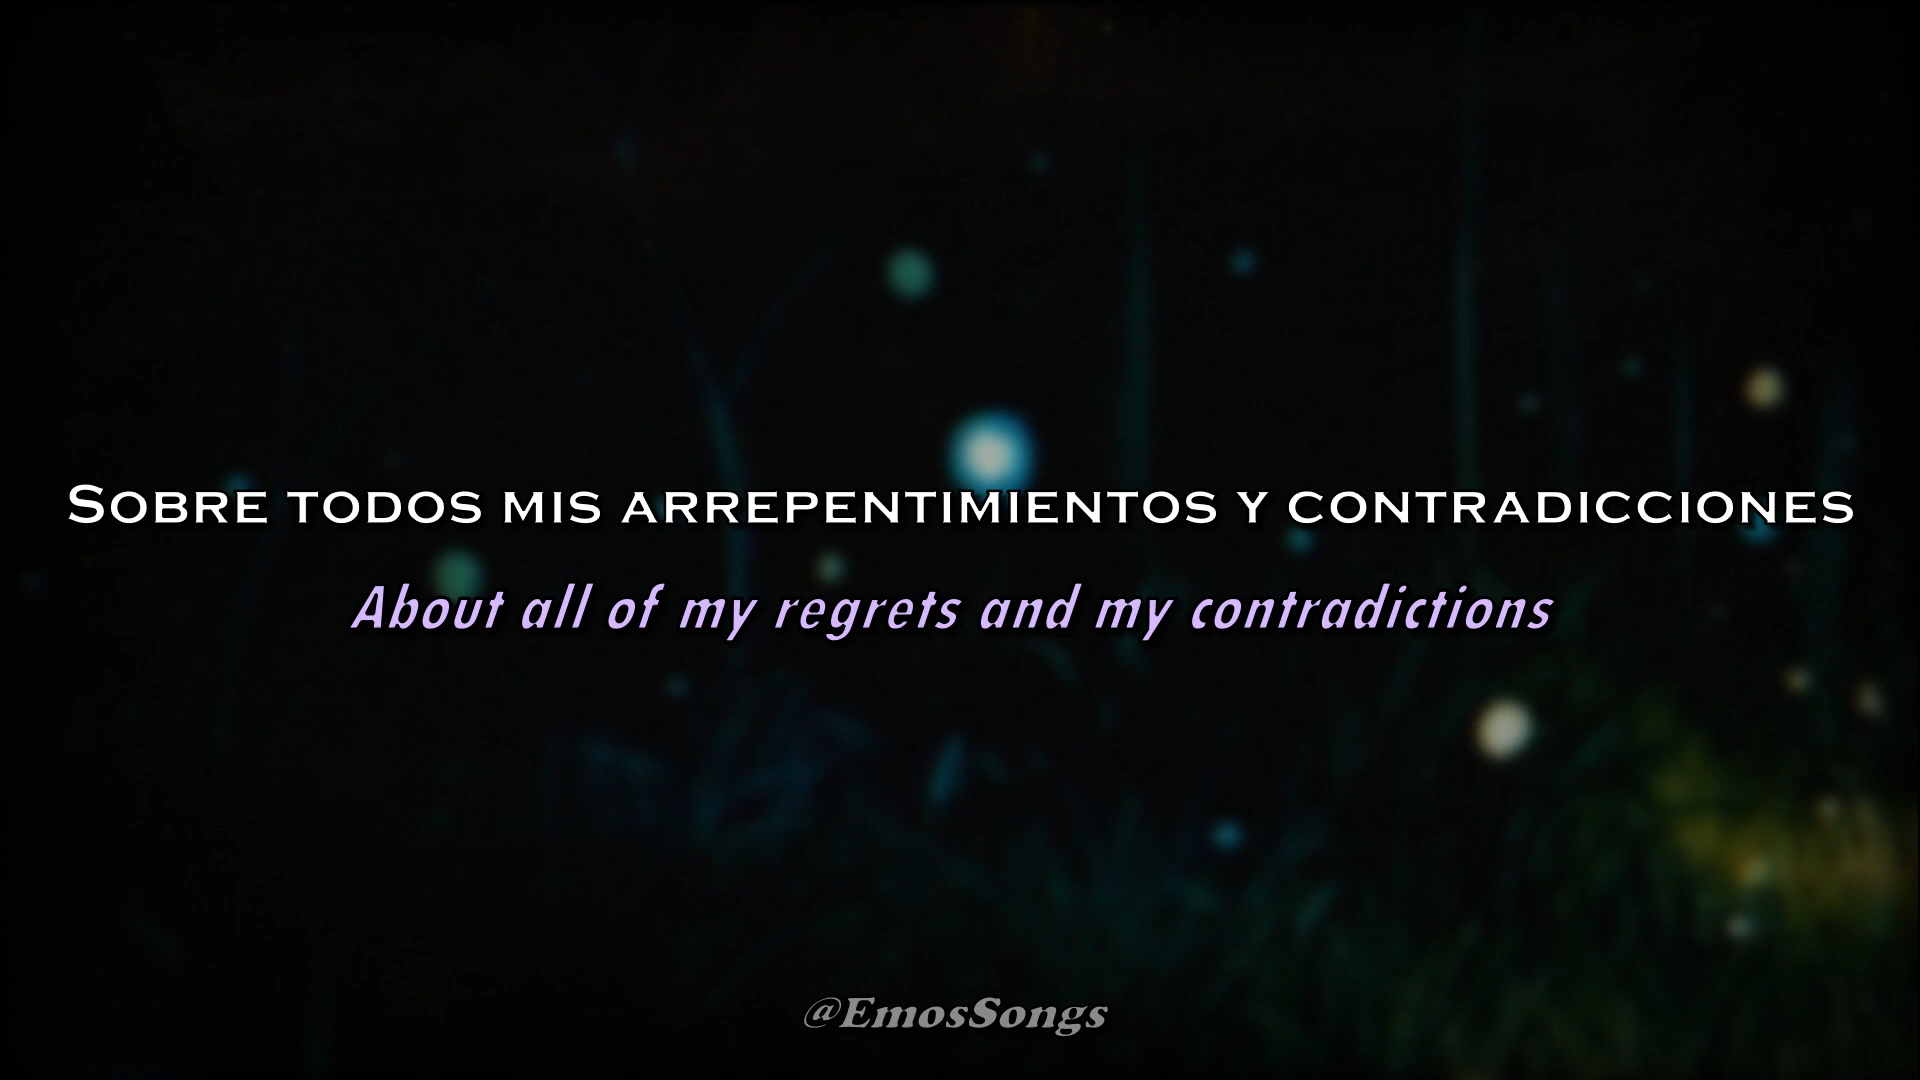 Sobre todos mis arrepentimientos y contradicciones
About all of my regrets and my contradictions
@EmosSongs